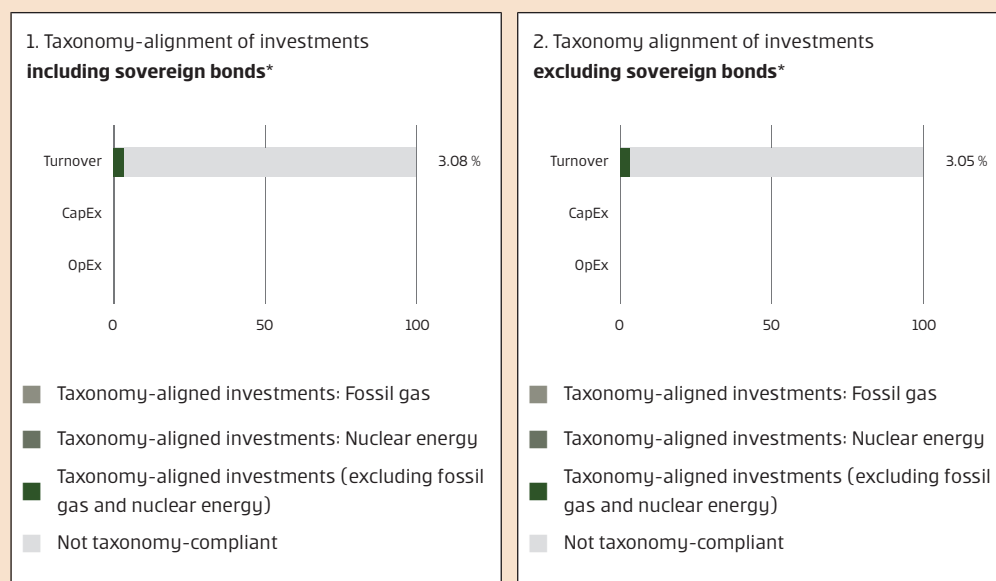 1. Taxonomy-alignment of investments
including sovereign bonds*
Turnover
3.08 %
CapEx
OpEx
0
50
100
Taxonomy-aligned investments: Fossil gas
Taxonomy-aligned investments: Nuclear energy
Taxonomy-aligned investments (excluding fossil
gas and nuclear energy)
Not taxonomy-compliant
2. Taxonomy alignment of investments
excluding sovereign bonds*
Turnover
3.05 %
CapEx
OpEx
0
50
100
Taxonomy-aligned investments: Fossil gas
Taxonomy-aligned investments: Nuclear energy
Taxonomy-aligned investments (excluding fossil
gas and nuclear energy)
Not taxonomy-compliant